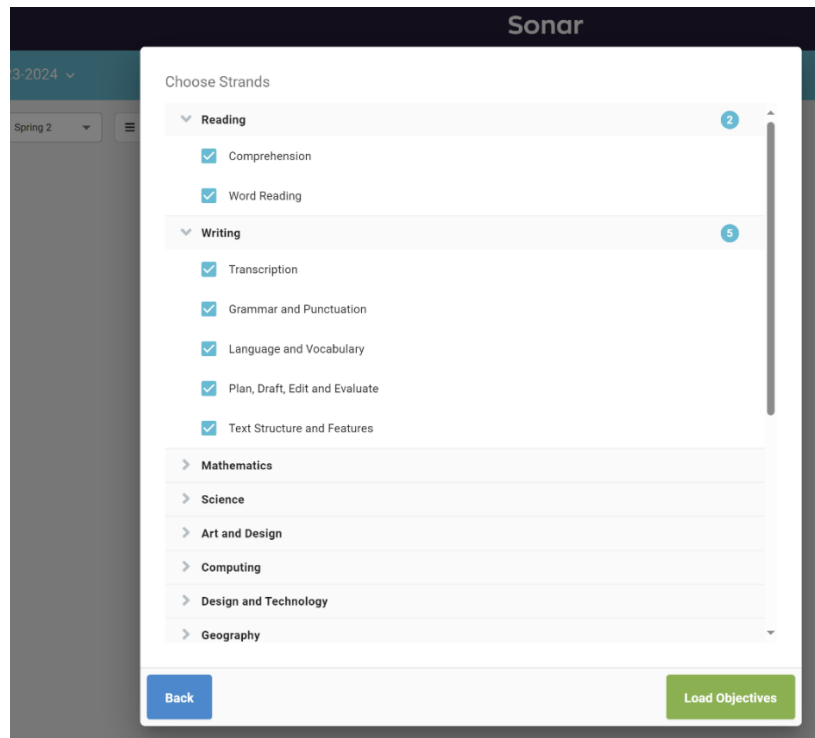 Sonar
23-2024
Spring 2
Choose Strands
Reading 2
Comprehension
Word Reading
Writing 5
Transcription
Grammar and Punctuation
Language and Vocabulary
Plan, Draft, Edit and Evaluate
Text Structure and Features
Mathematics
Science
Art and Design
Computing
Design and Technology
Geography
Back Load Objectives